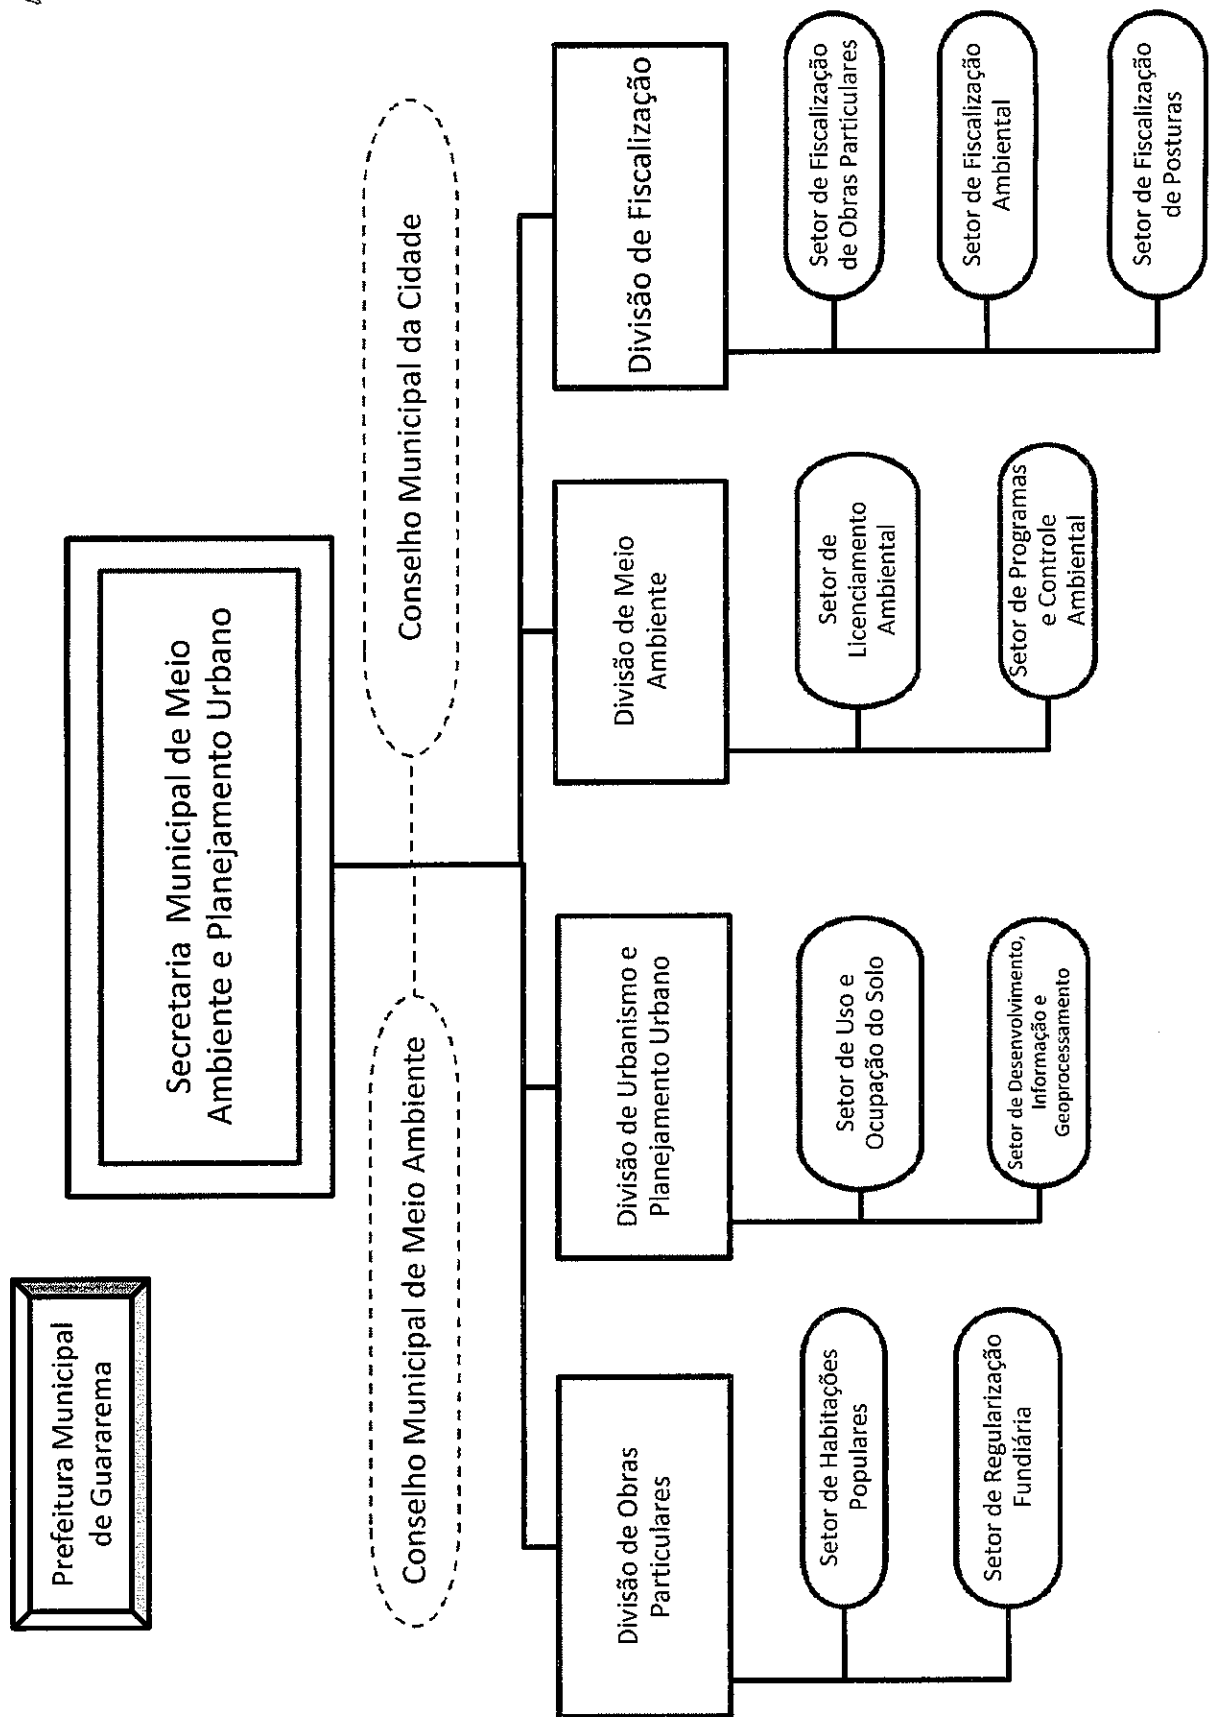 Prefeitura Municipal
de Guararema
Secretaria Municipal de Meio
Ambiente e Planejamento Urbano
Conselho Municipal de Meio Ambiente
Conselho Municipal da Cidade
Divisão de Obras
Particulares
Setor de Habitações
Populares
Setor de Regularização
Fundiária
Divisão de Urbanismo e
Planejamento Urbano
Setor de Uso e
Ocupação do Solo
Setor de Desenvolvimento,
Informação e
Geoprocessamento
Divisão de Meio
Ambiente
Setor de
Licenciamento
Ambiental
Setor de Programas
e Controle
Ambiental
Divisão de Fiscalização
Setor de Fiscalização
de Obras Particulares
Setor de Fiscalização
Ambiental
Setor de Fiscalização
de Posturas